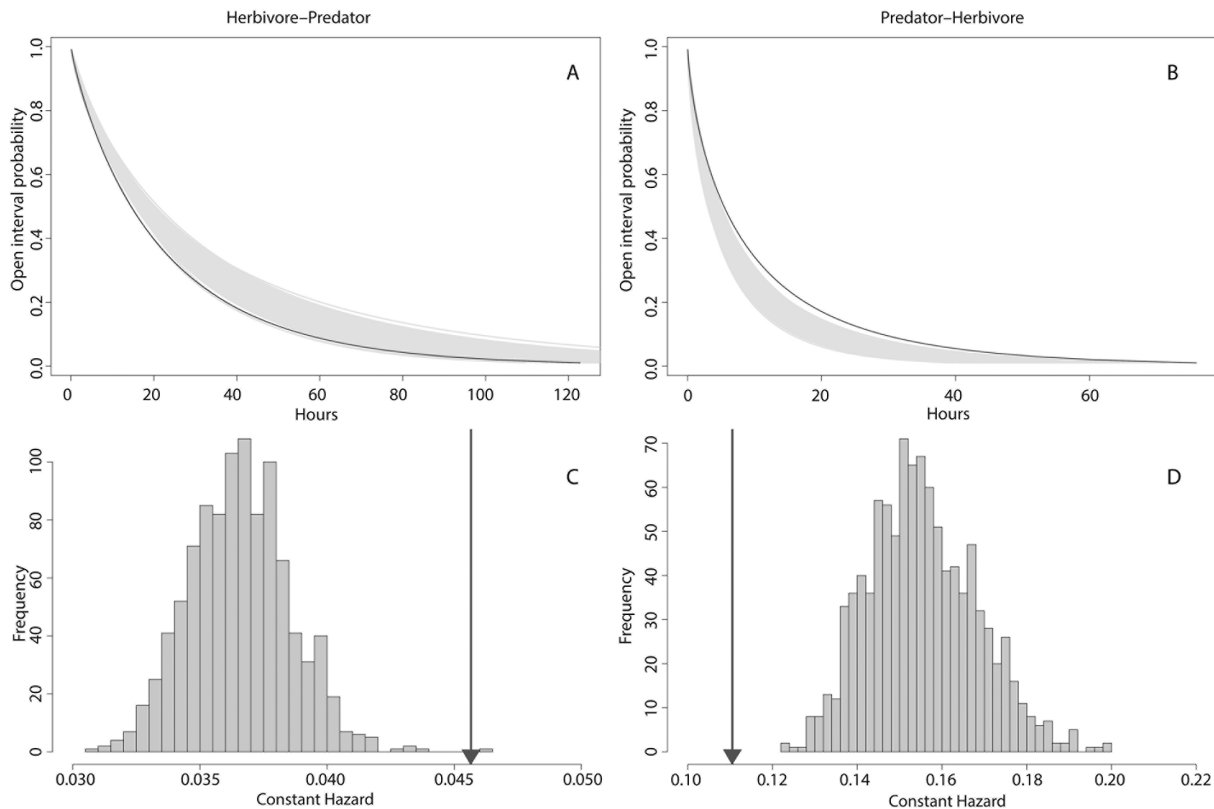 Herbivore–Predator
A
Open interval probability
1.0
0.8
0.6
0.4
0.2
0.0
0 20 40 60 80 100 120
Hours
Predator–Herbivore
B
Open interval probability
1.0
0.8
0.6
0.4
0.2
0.0
0 20 40 60
Hours
C
Frequency
100
80
60
40
20
0
0.030 0.035 0.040 0.045 0.050
Constant Hazard
D
Frequency
70
60
50
40
30
20
10
0
0.10 0.12 0.14 0.16 0.18 0.20 0.22
Constant Hazard